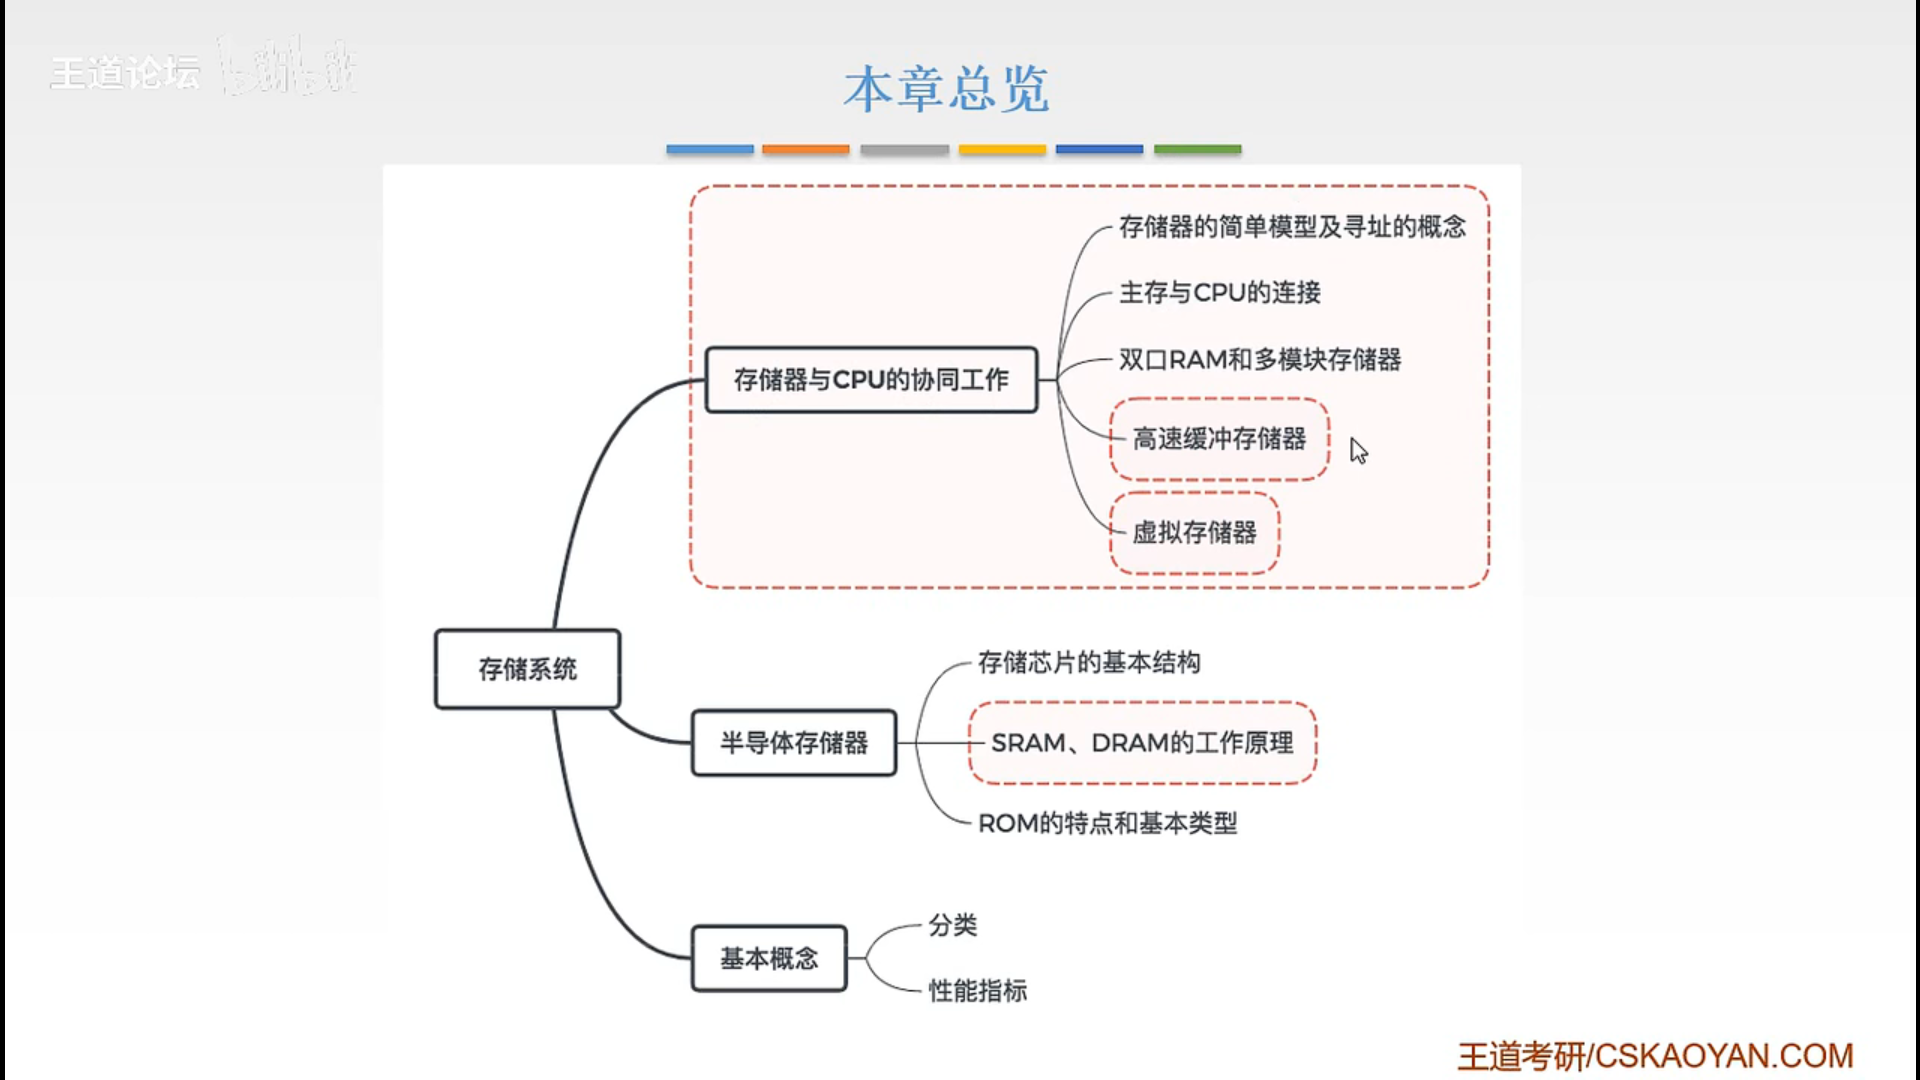 王道论坛 bilibili
本章总览
存储器的简单模型及寻址的概念
主存与CPU的连接
双口RAM和多模块存储器
存储器与CPU的协同工作
高速缓冲存储器
虚拟存储器
存储系统
存储芯片的基本结构
半导体存储器
SRAM、DRAM的工作原理
ROM的特点和基本类型
分类
基本概念
性能指标
王道考研/CSKAOYAN.COM